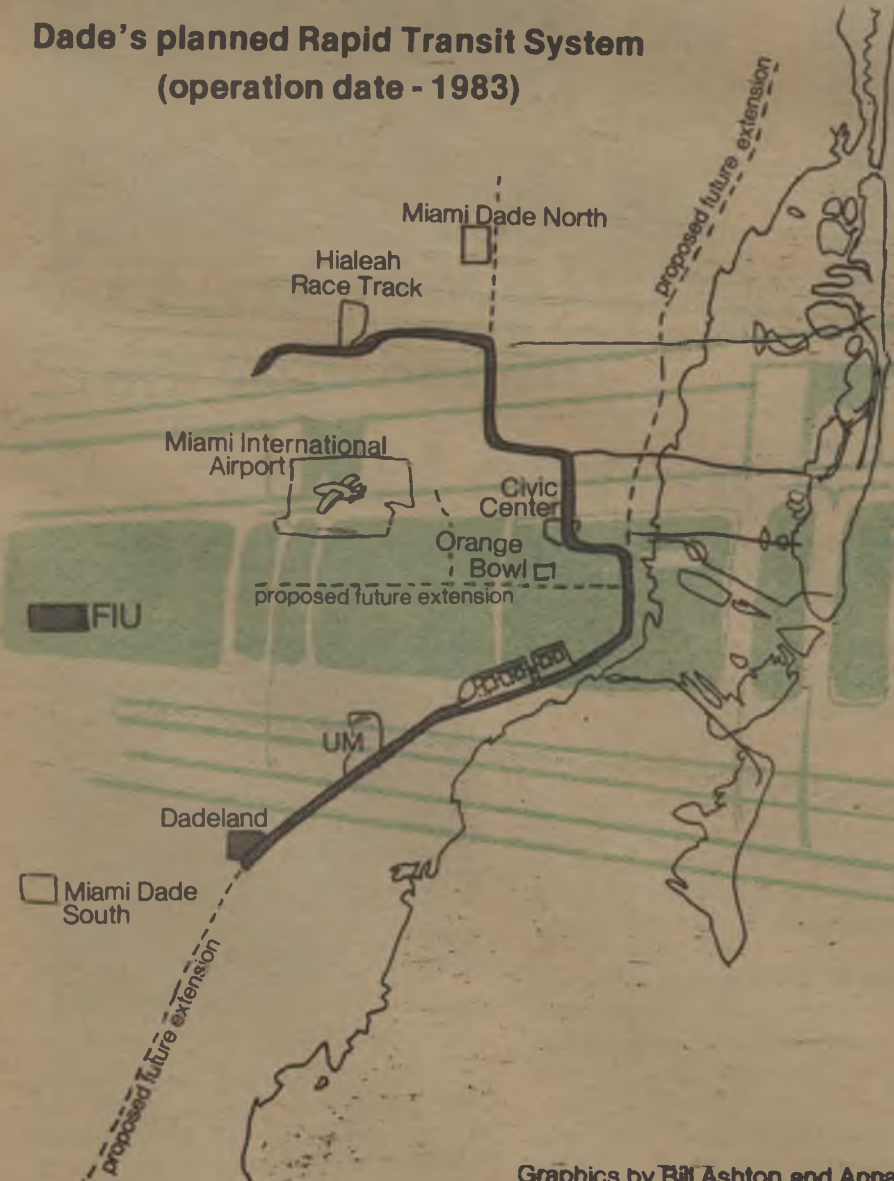 Dade's planned Rapid Transit System
(operation date - 1983)
proposed future extension
Miami Dade North
Hialeah
Race Track
Miami International
Airport
Civic
Center
Orange
Bowl
proposed future extension
FIU
UM
Dadeland
Miami Dade
South
proposed future extension
Graphics by Bill Ashton and